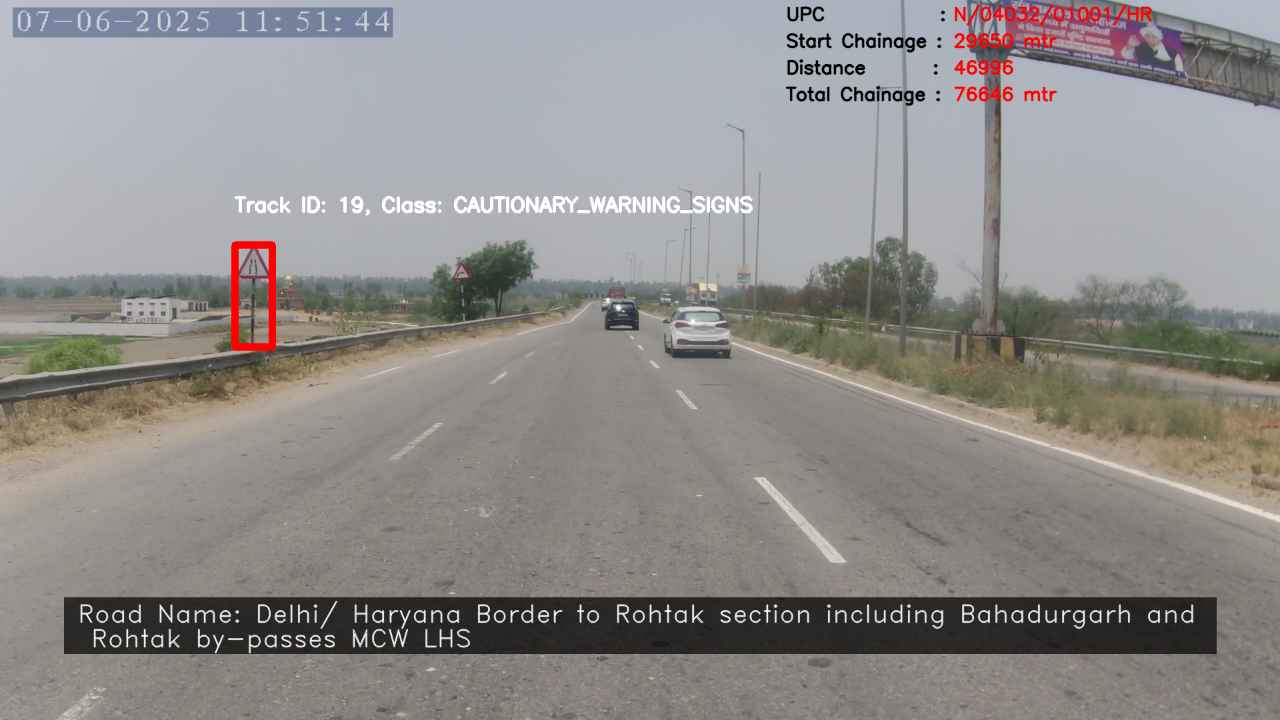 07-06-2025 11:51:44
UPC : N/04032/01001/HR
Start Chainage : 29650 mtr
Distance : 46996
Total Chainage : 76646 mtr
Track ID: 19, Class: CAUTIONARY_WARNING_SIGNS
Road Name: Delhi/ Haryana Border to Rohtak section including Bahadurgarh and
Rohtak by-passes MCW LHS